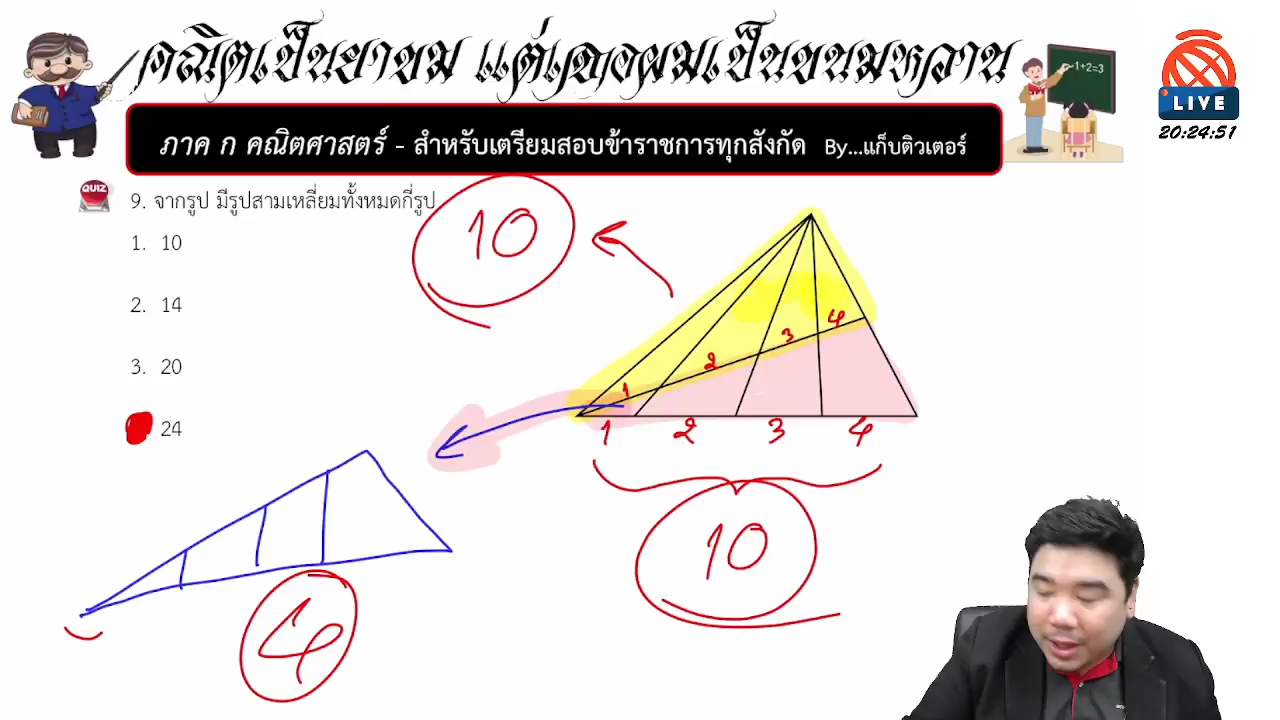 คณิตเป็นยาขม แต่เคอผมเป็นขนมหวาน
-1+2=3
LIVE
20:24:51
ภาค ก คณิตศาสตร์ - สำหรับเตรียมสอบข้าราชการทุกสังกัด By...แก็บติวเตอร์
QUIZ
9. จากรูป มีรูปสามเหลี่ยมทั้งหมดกี่รูป
1. 10
2. 14
3. 20
24
10
1 2 3 4
1 2 3 4
10
4